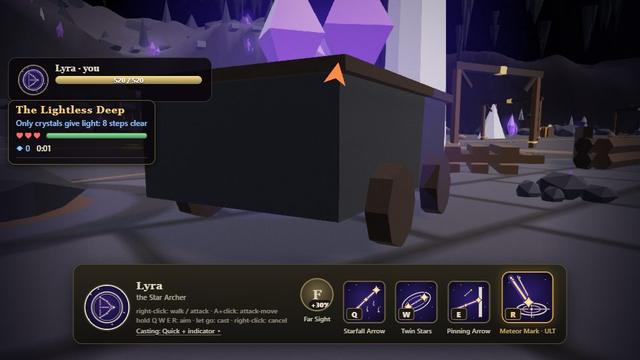 Lyra · you
520 / 520
The Lightless Deep
Only crystals give light: 8 steps clear
0 0:01
Lyra
the Star Archer
right-click: walk / attack · A+click: attack-move
hold Q W E R: aim · let go: cast · right-click: cancel
Casting: Quick + indicator
F
+30%
Far Sight
Q
Starfall Arrow
W
Twin Stars
E
Pinning Arrow
R
Meteor Mark · ULT